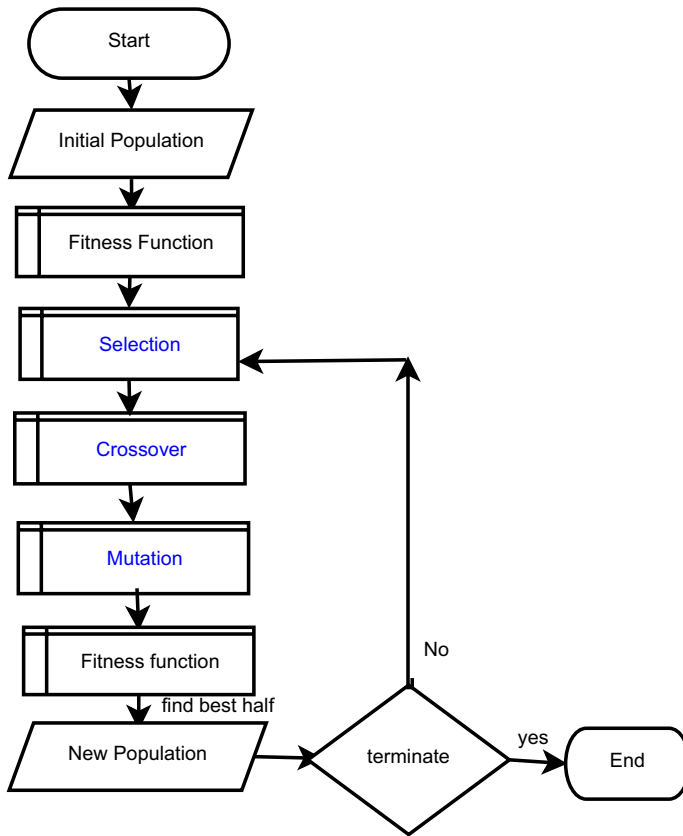 Start
Initial Population
Fitness Function
Selection
Crossover
Mutation
Fitness function
No
find best half
New Population
terminate
yes
End